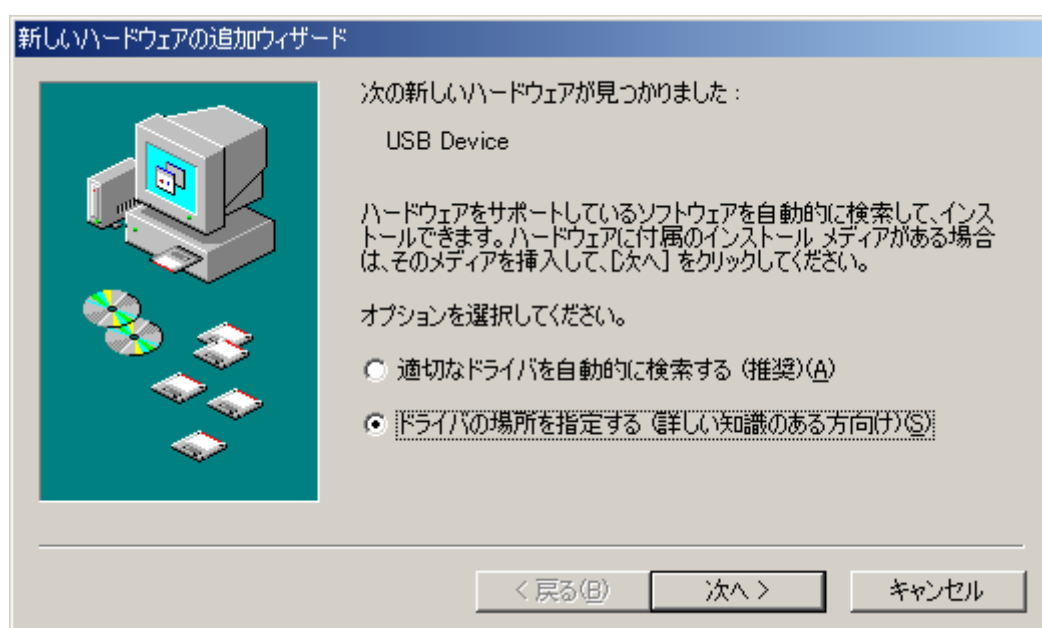 新しいハードウェアの追加ウィザード
次の新しいハードウェアが見つかりました :
USB Device
ハードウェアをサポートしているソフトウェアを自動的に検索して、インス
トールできます。ハードウェアに付属のインストール メディアがある場合
は、そのメディアを挿入して、[次へ] をクリックしてください。
オプションを選択してください。
適切なドライバを自動的に検索する (推奨)(A)
ドライバの場所を指定する (詳しい知識のある方向け)(S)
< 戻る(B)
次へ >
キャンセル